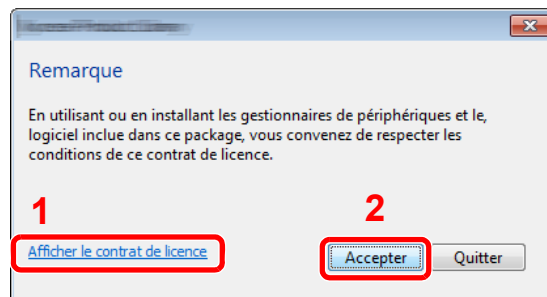 Remarque
En utilisant ou en installant les gestionnaires de périphériques et le,
logiciel inclue dans ce package, vous convenez de respecter les
conditions de ce contrat de licence.
1
2
Afficher le contrat de licence
Accepter
Quitter